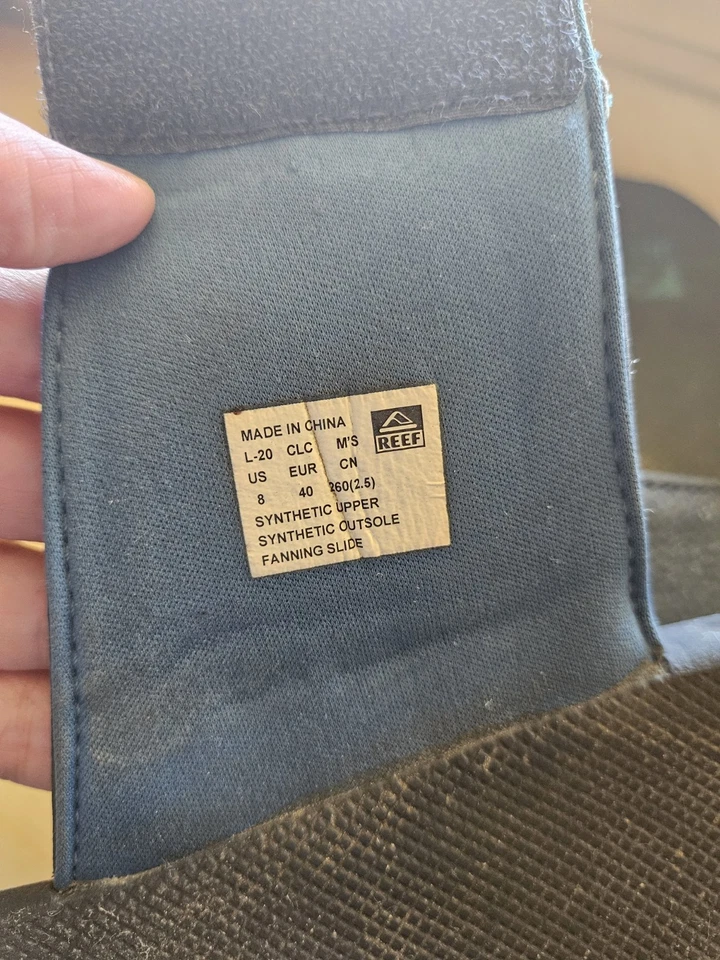 MADE IN CHINA
REEF
L-20 CLC M'S
US EUR CN
8 40 260(2.5)
SYNTHETIC UPPER
SYNTHETIC OUTSOLE
FANNING SLIDE